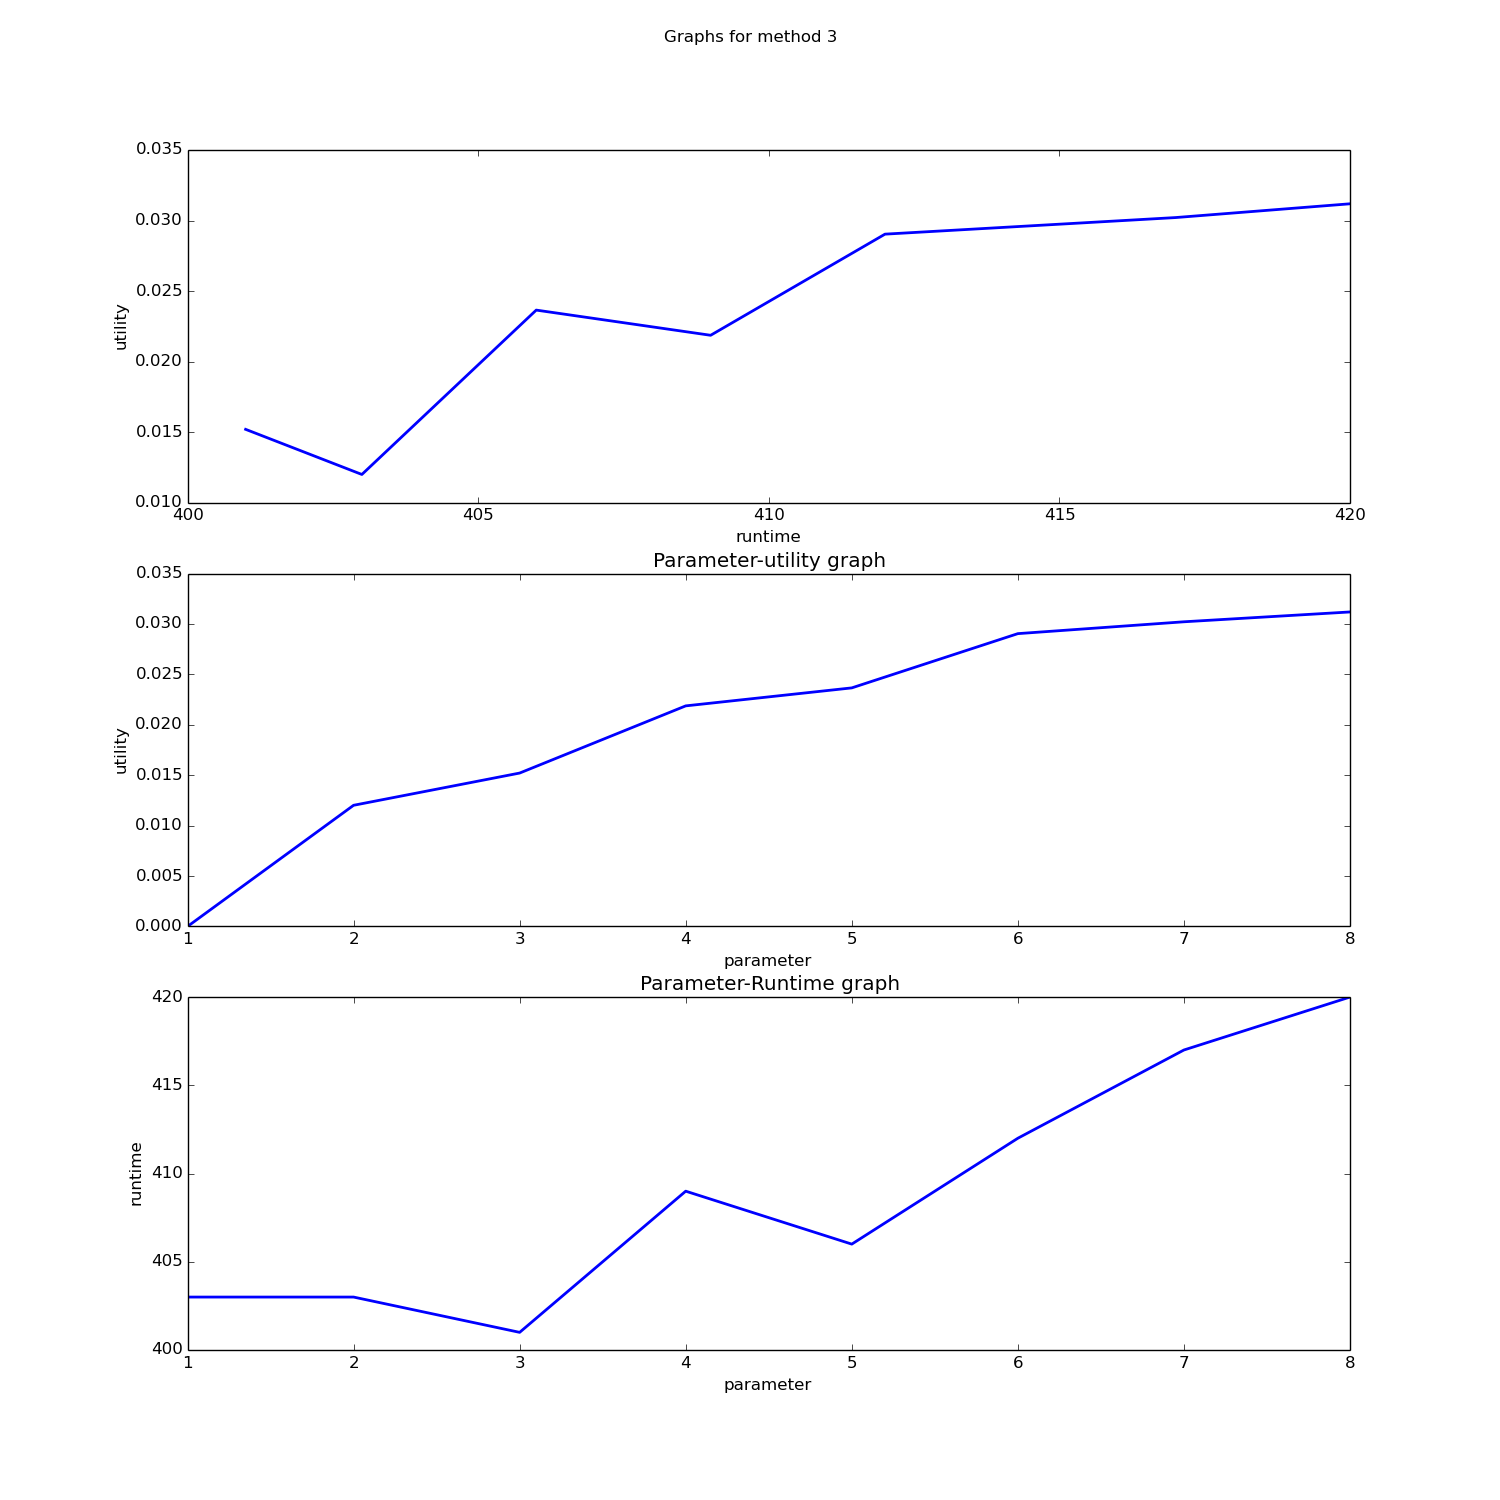 Graphs for method 3
0.035
0.030
0.025
0.020
0.015
0.010
utility
400 405 410 415 420
runtime
Parameter-utility graph
0.035
0.030
0.025
0.020
0.015
0.010
0.005
0.000
utility
1 2 3 4 5 6 7 8
parameter
Parameter-Runtime graph
420
415
410
405
400
runtime
1 2 3 4 5 6 7 8
parameter